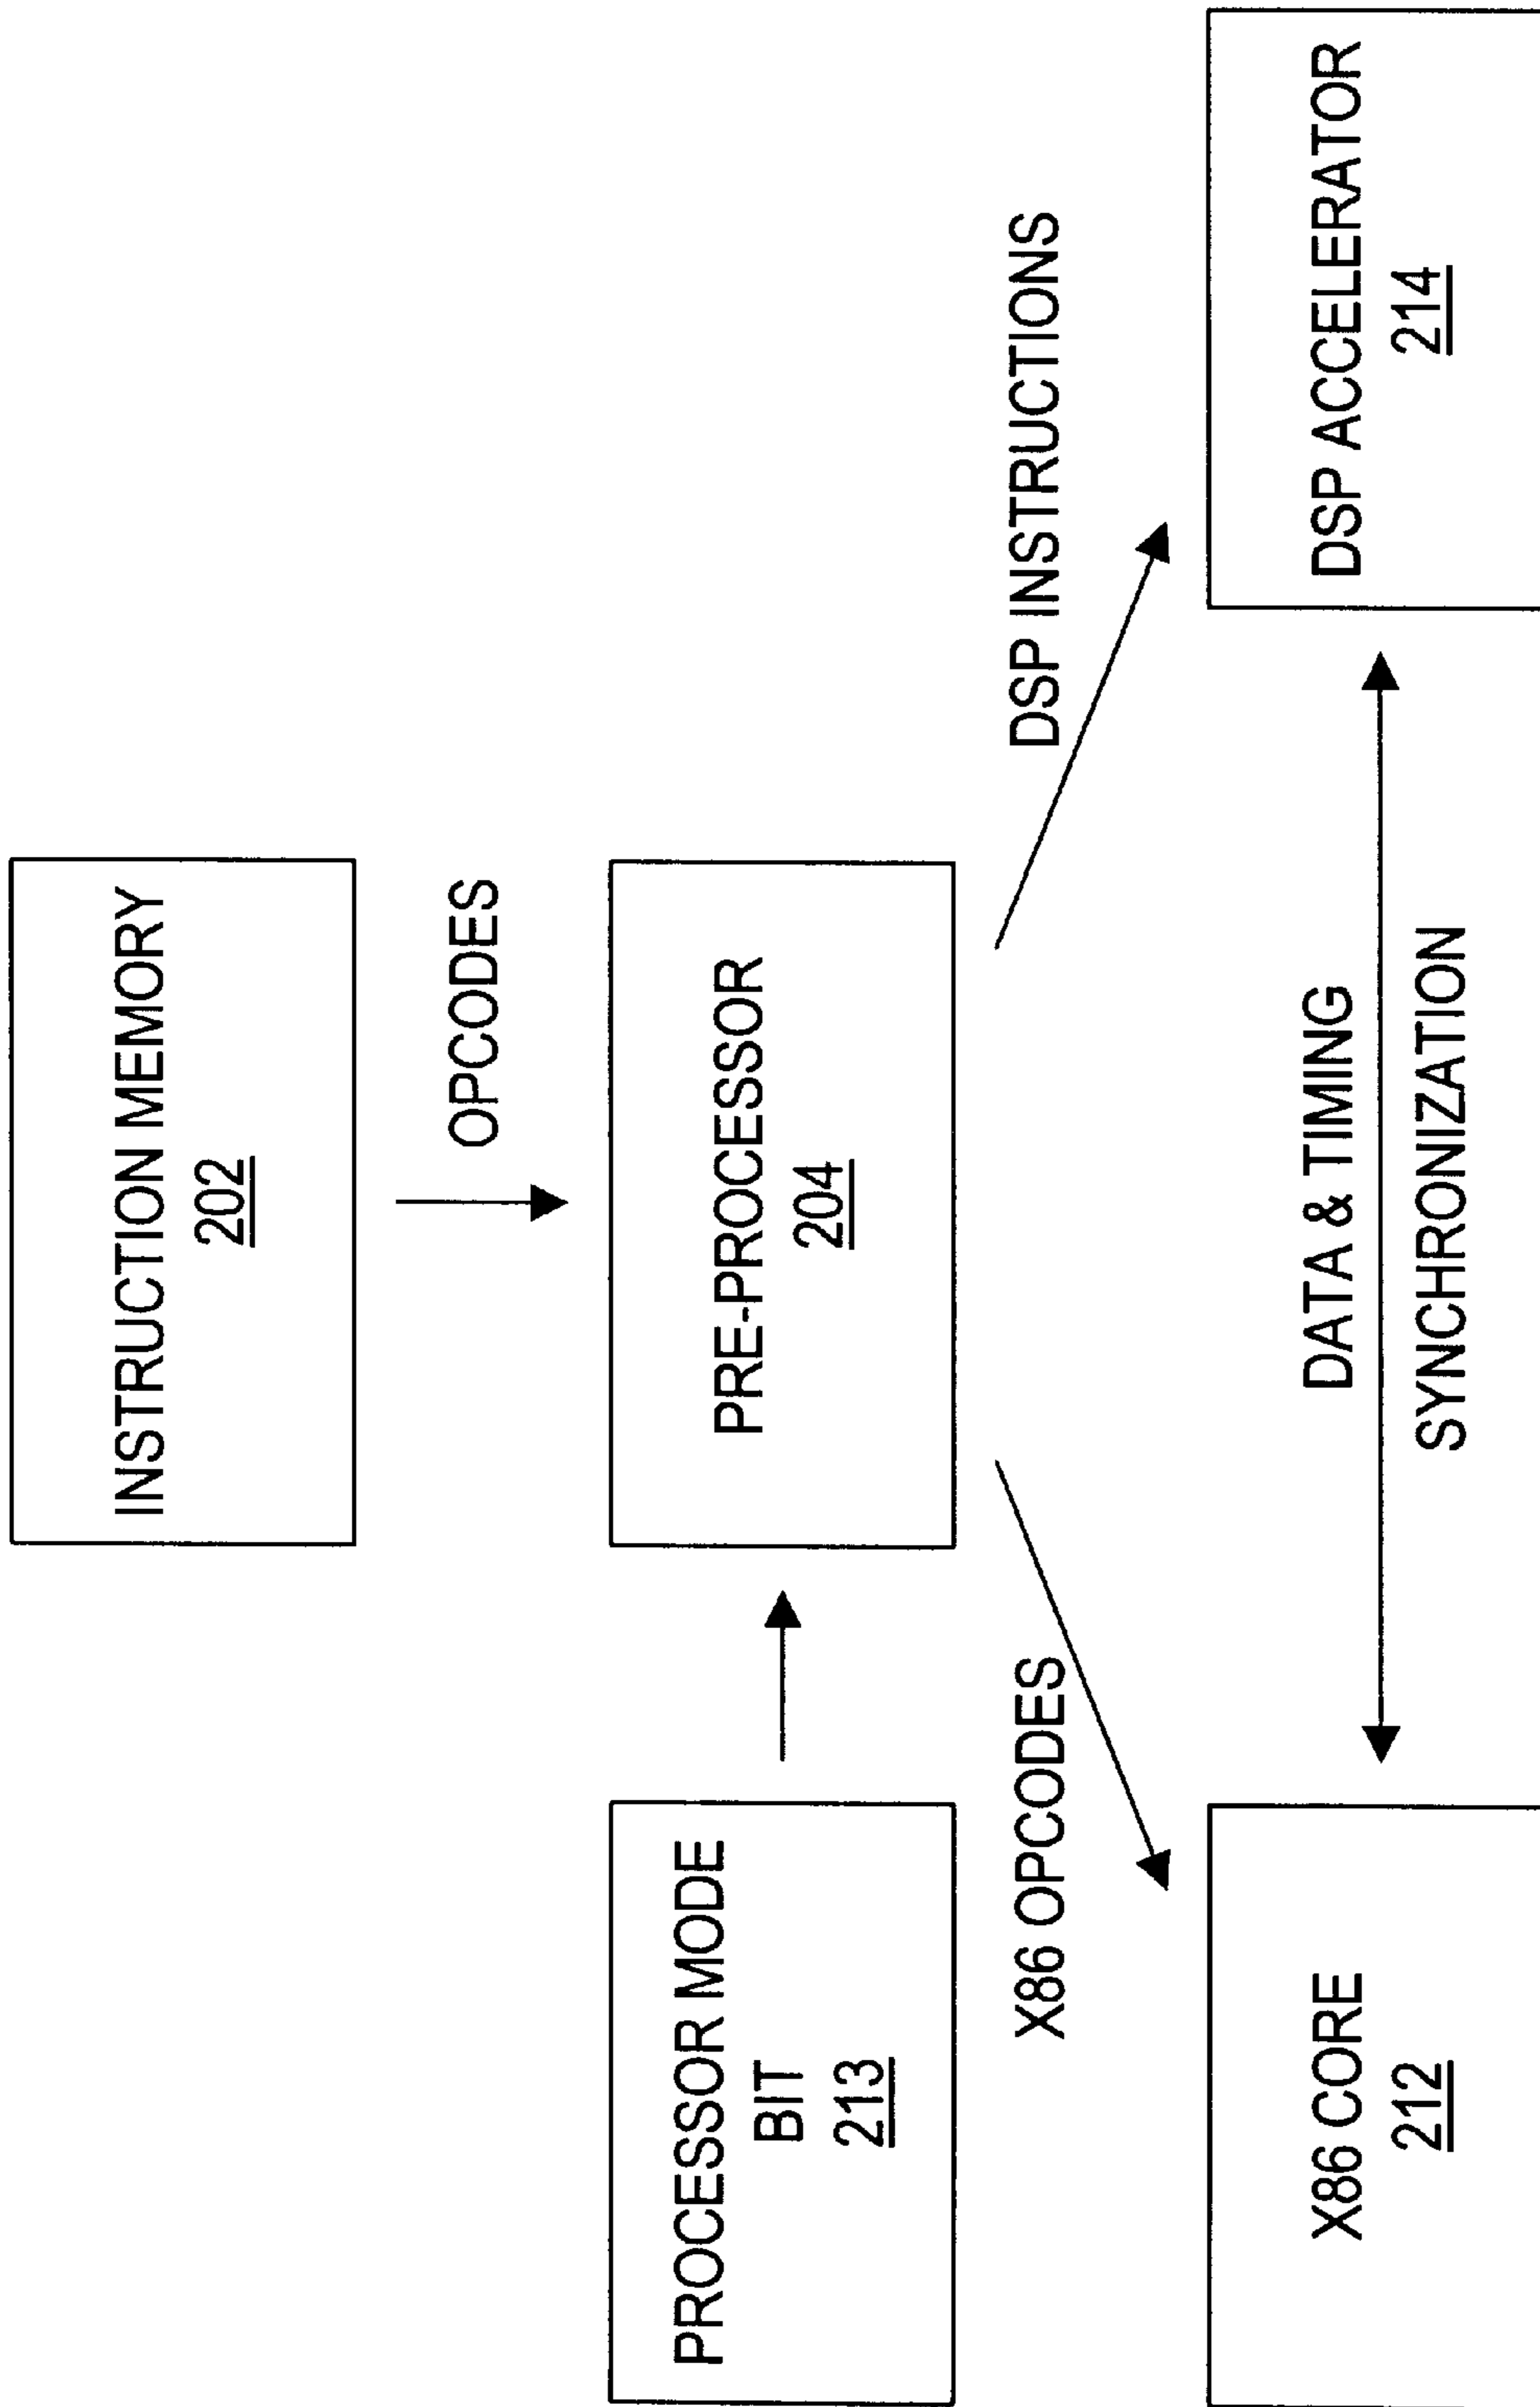 INSTRUCTION MEMORY
202
OPCODES
PROCESSOR MODE
BIT
213
PRE-PROCESSOR
204
X86 OPCODES
DSP INSTRUCTIONS
X86 CORE
212
DATA & TIMING
SYNCHRONIZATION
DSP ACCELERATOR
214